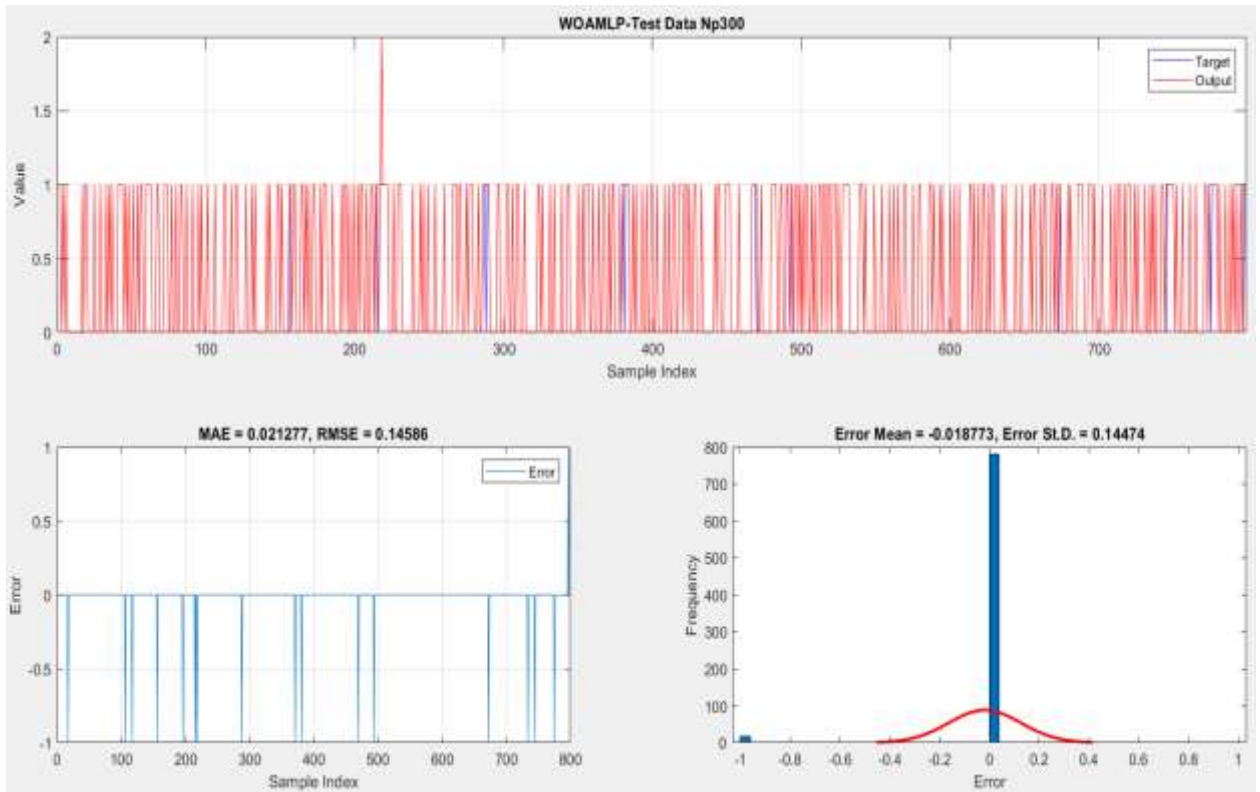 WOAMLP-Test Data Np300
2
1.5
1
0.5
0
Value
Target
Output
0 100 200 300 400 500 600 700
Sample Index
MAE = 0.021277, RMSE = 0.14586
1
0.5
0
-0.5
-1
Error
Error
0 100 200 300 400 500 600 700 800
Sample Index
Error Mean = -0.018773, Error St.D. = 0.14474
800
700
600
500
400
300
200
100
0
Frequency
-1 -0.8 -0.6 -0.4 -0.2 0 0.2 0.4 0.6 0.8 1
Error